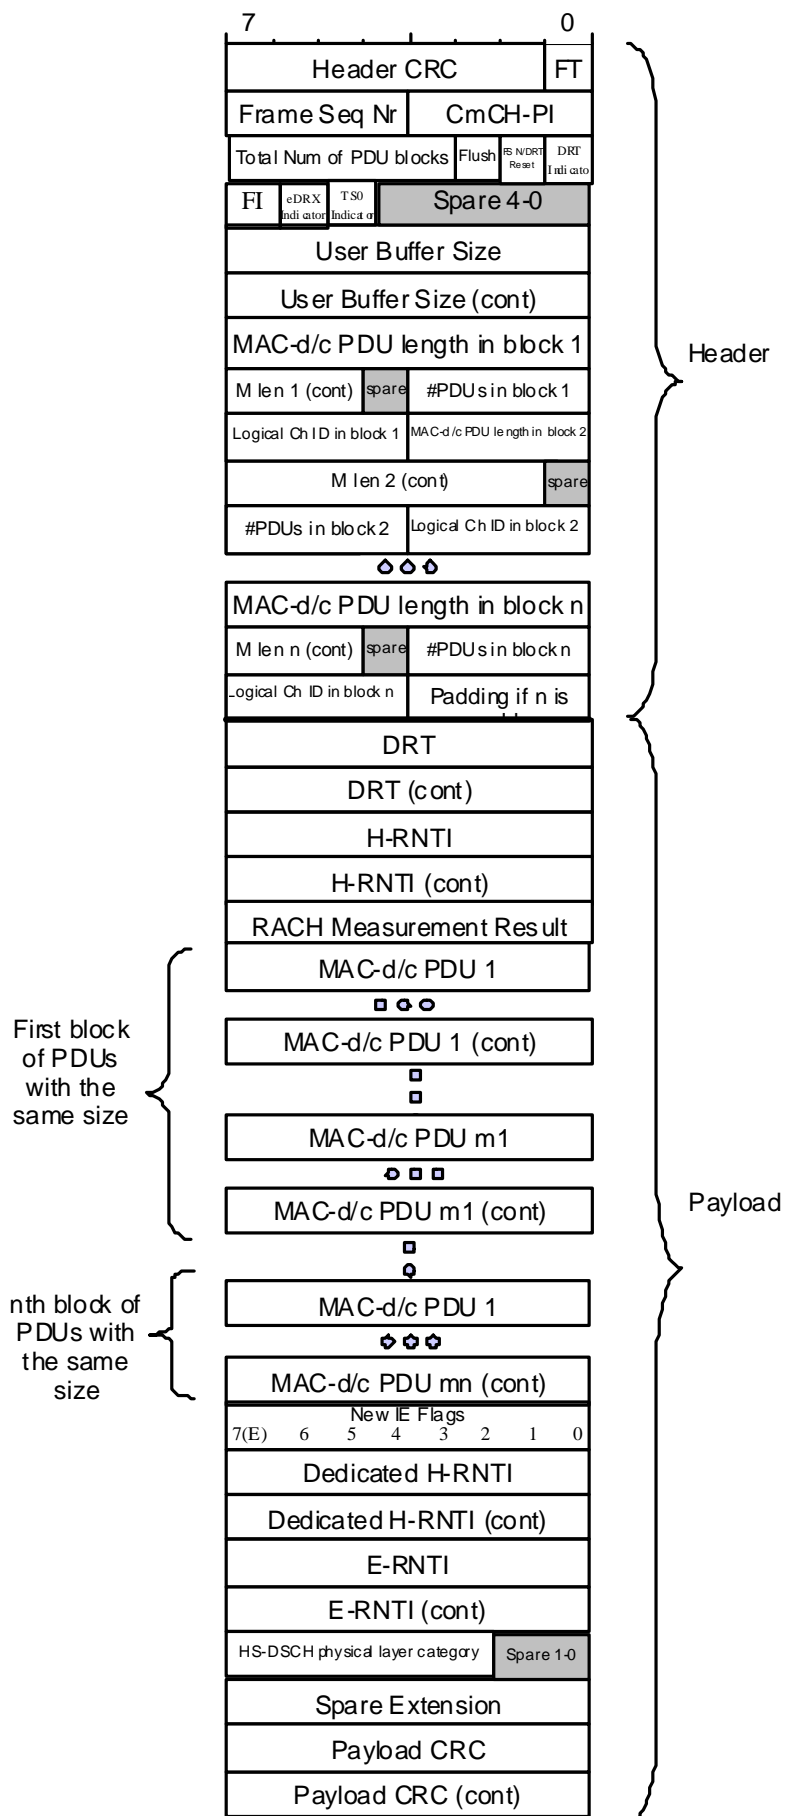 7 0
Header CRC FT
Frame Seq Nr CmCH-PI
Total Num of PDU blocks Flush FSN/DRT Reset DRT Indicato
FI eDRX Indicator TS0 Indicator Spare 4-0
User Buffer Size
User Buffer Size (cont)
MAC-d/c PDU length in block 1
Header
M len 1 (cont) spare #PDUs in block 1
Logical Ch ID in block 1 MAC-d/c PDU length in block 2
M len 2 (cont) spare
#PDUs in block 2 Logical Ch ID in block 2
MAC-d/c PDU length in block n
M len n (cont) spare #PDUs in block n
Logical Ch ID in block n Padding if n is
DRT
DRT (cont)
H-RNTI
H-RNTI (cont)
RACH Measurement Result
MAC-d/c PDU 1
First block
of PDUs
with the
same size
MAC-d/c PDU 1 (cont)
MAC-d/c PDU m1
MAC-d/c PDU m1 (cont)
Payload
nth block of
PDUs with
the same
size
MAC-d/c PDU 1
MAC-d/c PDU mn (cont)
New IE Flags
7(E) 6 5 4 3 2 1 0
Dedicated H-RNTI
Dedicated H-RNTI (cont)
E-RNTI
E-RNTI (cont)
HS-DSCH physical layer category Spare 1-0
Spare Extension
Payload CRC
Payload CRC (cont)